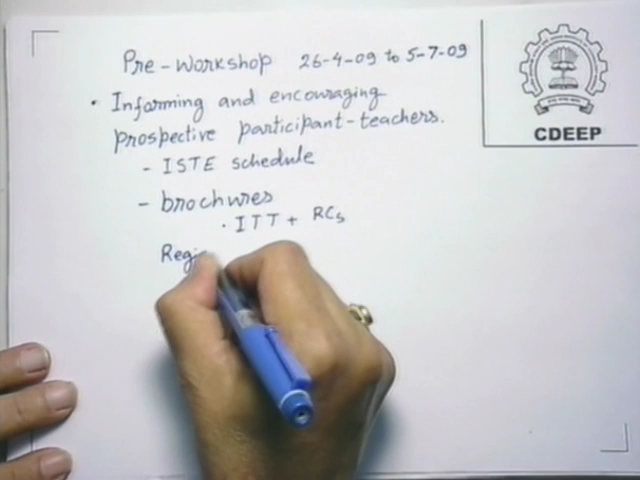 Pre-Workshop 26-4-09 to 5-7-09
• Informing and encouraging
prospective participant-teachers.
- ISTE schedule
- brochures
• ITT + RCs
Regi
CDEEP